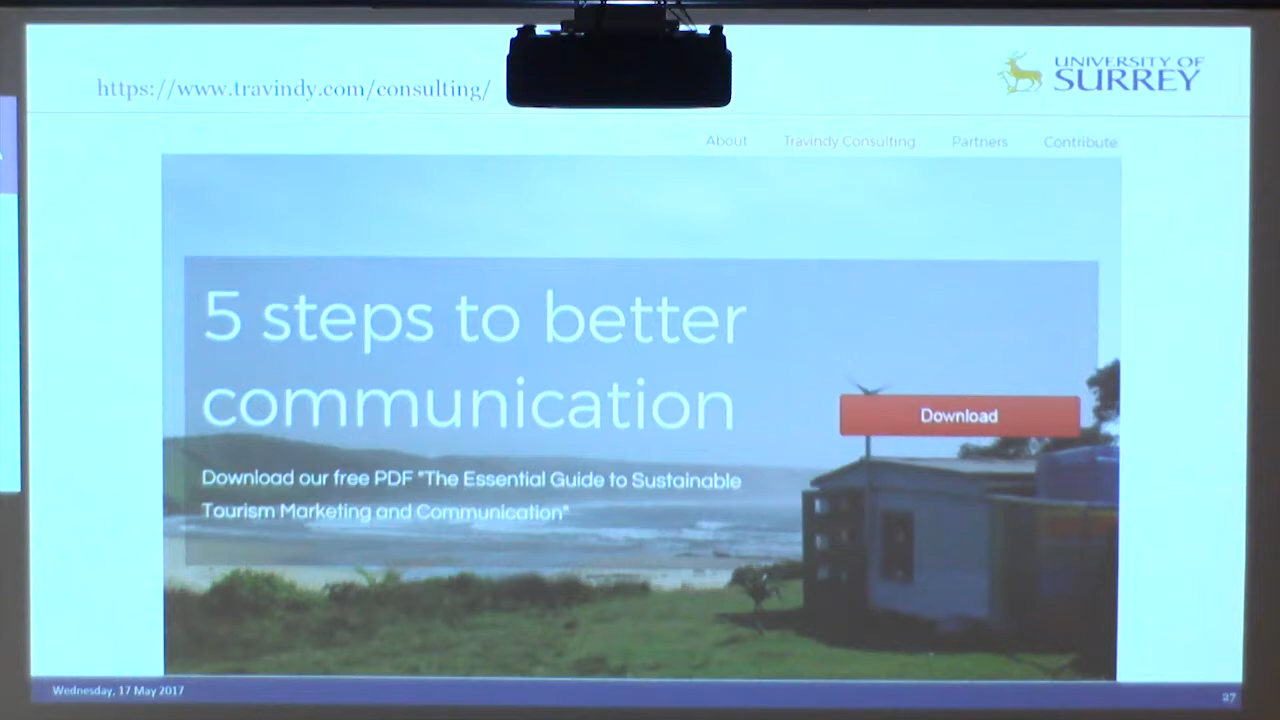 https://www.travindy.com/consulting/
UNIVERSITY OF
SURREY
About Travindy Consulting Partners Contribute
5 steps to better
communication
Download
Download our free PDF "The Essential Guide to Sustainable
Tourism Marketing and Communication"
Wednesday, 17 May 2017
27